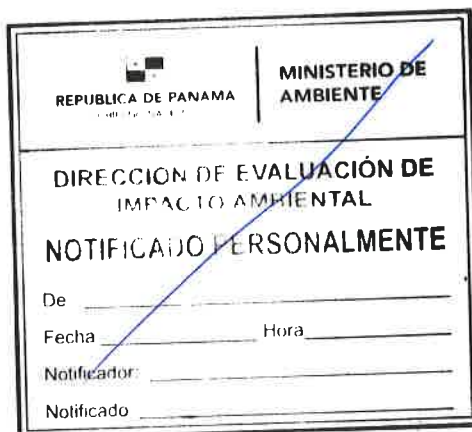 REPUBLICA DE PANAMA
MINISTERIO DE
AMBIENTE
DIRECCION DE EVALUACIÓN DE
IMPACTO AMBIENTAL
NOTIFICADO PERSONALMENTE
De
Fecha Hora
Notificador:
Notificado